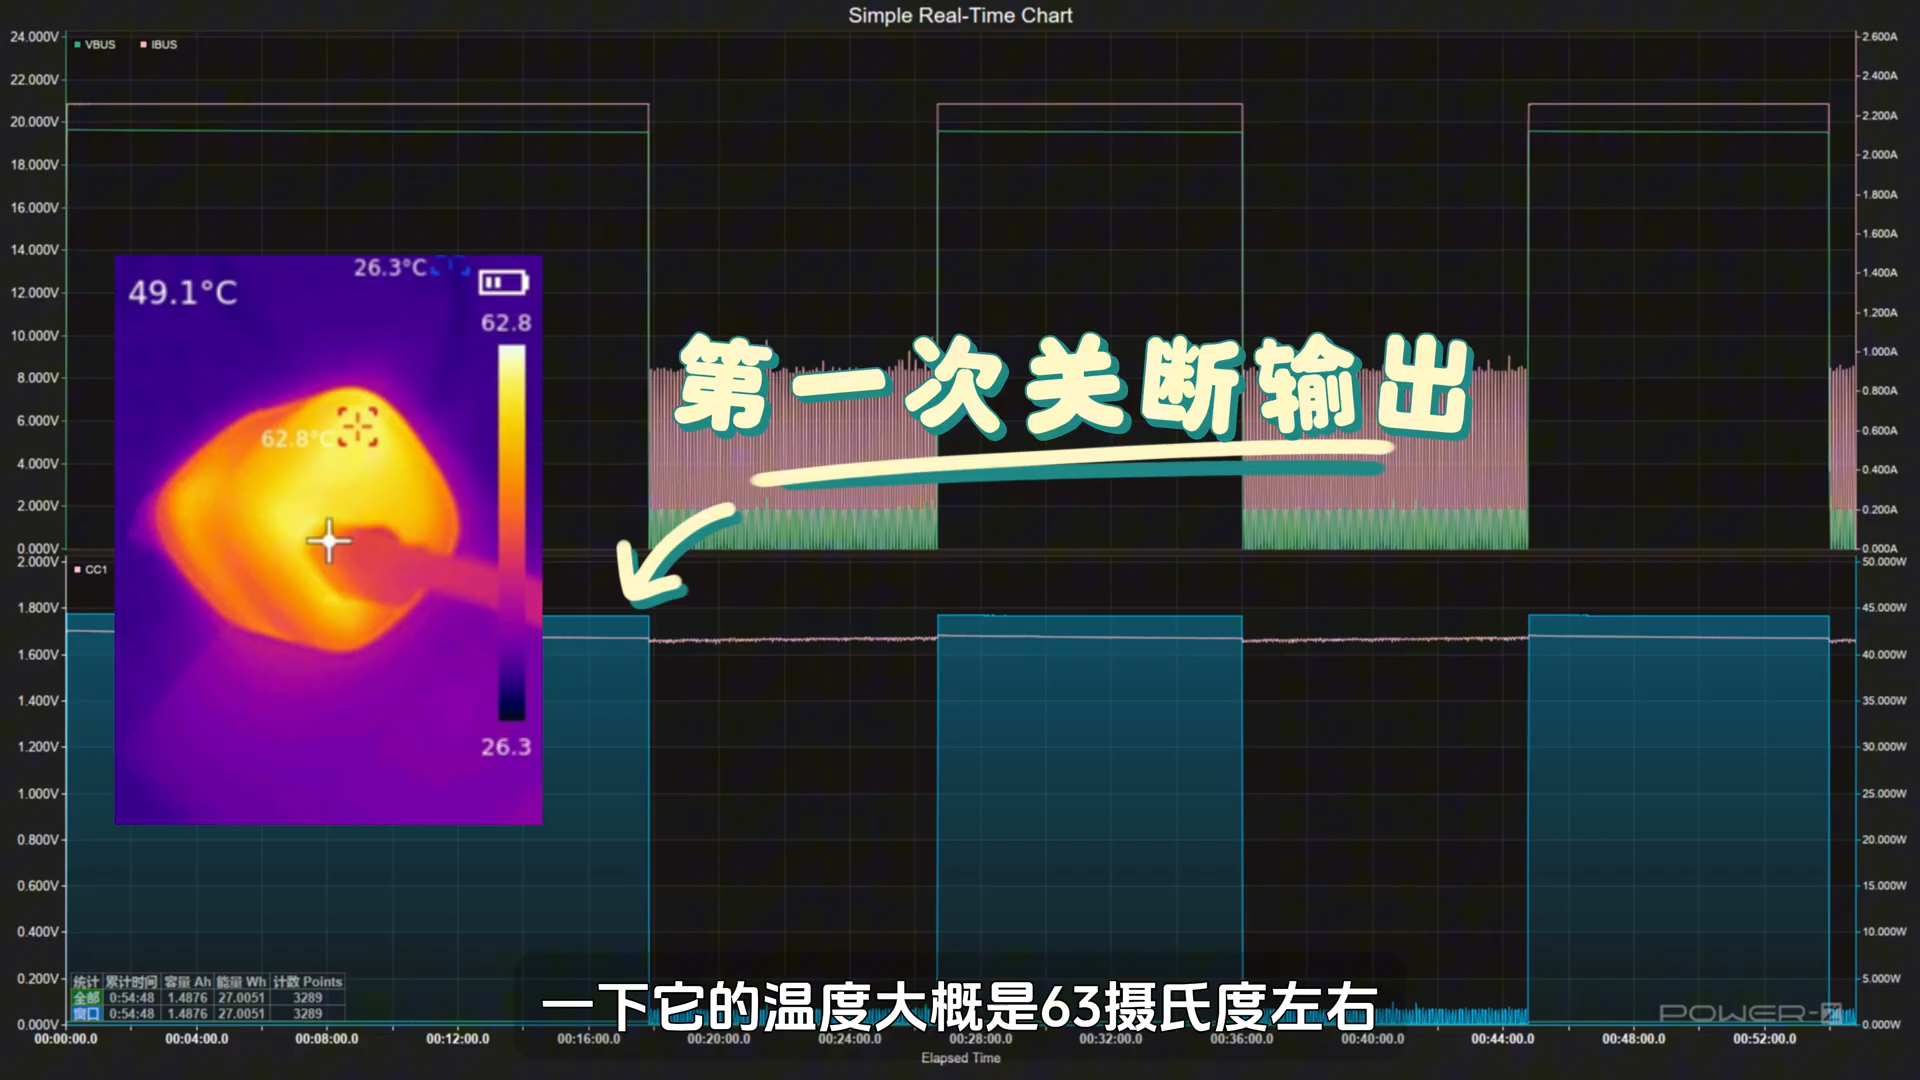 Simple Real-Time Chart
VBUS IBUS
24.000V
22.000V
20.000V
18.000V
16.000V
14.000V
12.000V
10.000V
8.000V
6.000V
4.000V
2.000V
0.000V
2.600A
2.400A
2.200A
2.000A
1.800A
1.600A
1.400A
1.200A
1.000A
0.800A
0.600A
0.400A
0.200A
0.000A
49.1°C
26.3°C
62.8
62.8°C
26.3
第一次关断输出
CC1
2.000V
1.800V
1.600V
1.400V
1.200V
1.000V
0.800V
0.600V
0.400V
0.200V
0.000V
50.000W
45.000W
40.000W
35.000W
30.000W
25.000W
20.000W
15.000W
10.000W
5.000W
0.000W
统计 累计时间 容量 Ah 能量 Wh 计数 Points
全部 0:54:48 1.4876 27.0051 3289
窗口 0:54:48 1.4876 27.0051 3289
一下它的温度大概是63摄氏度左右
POWER-Z
00:00:00.0 00:04:00.0 00:08:00.0 00:12:00.0 00:16:00.0 00:20:00.0 00:24:00.0 00:28:00.0 00:32:00.0 00:36:00.0 00:40:00.0 00:44:00.0 00:48:00.0 00:52:00.0
Elapsed Time